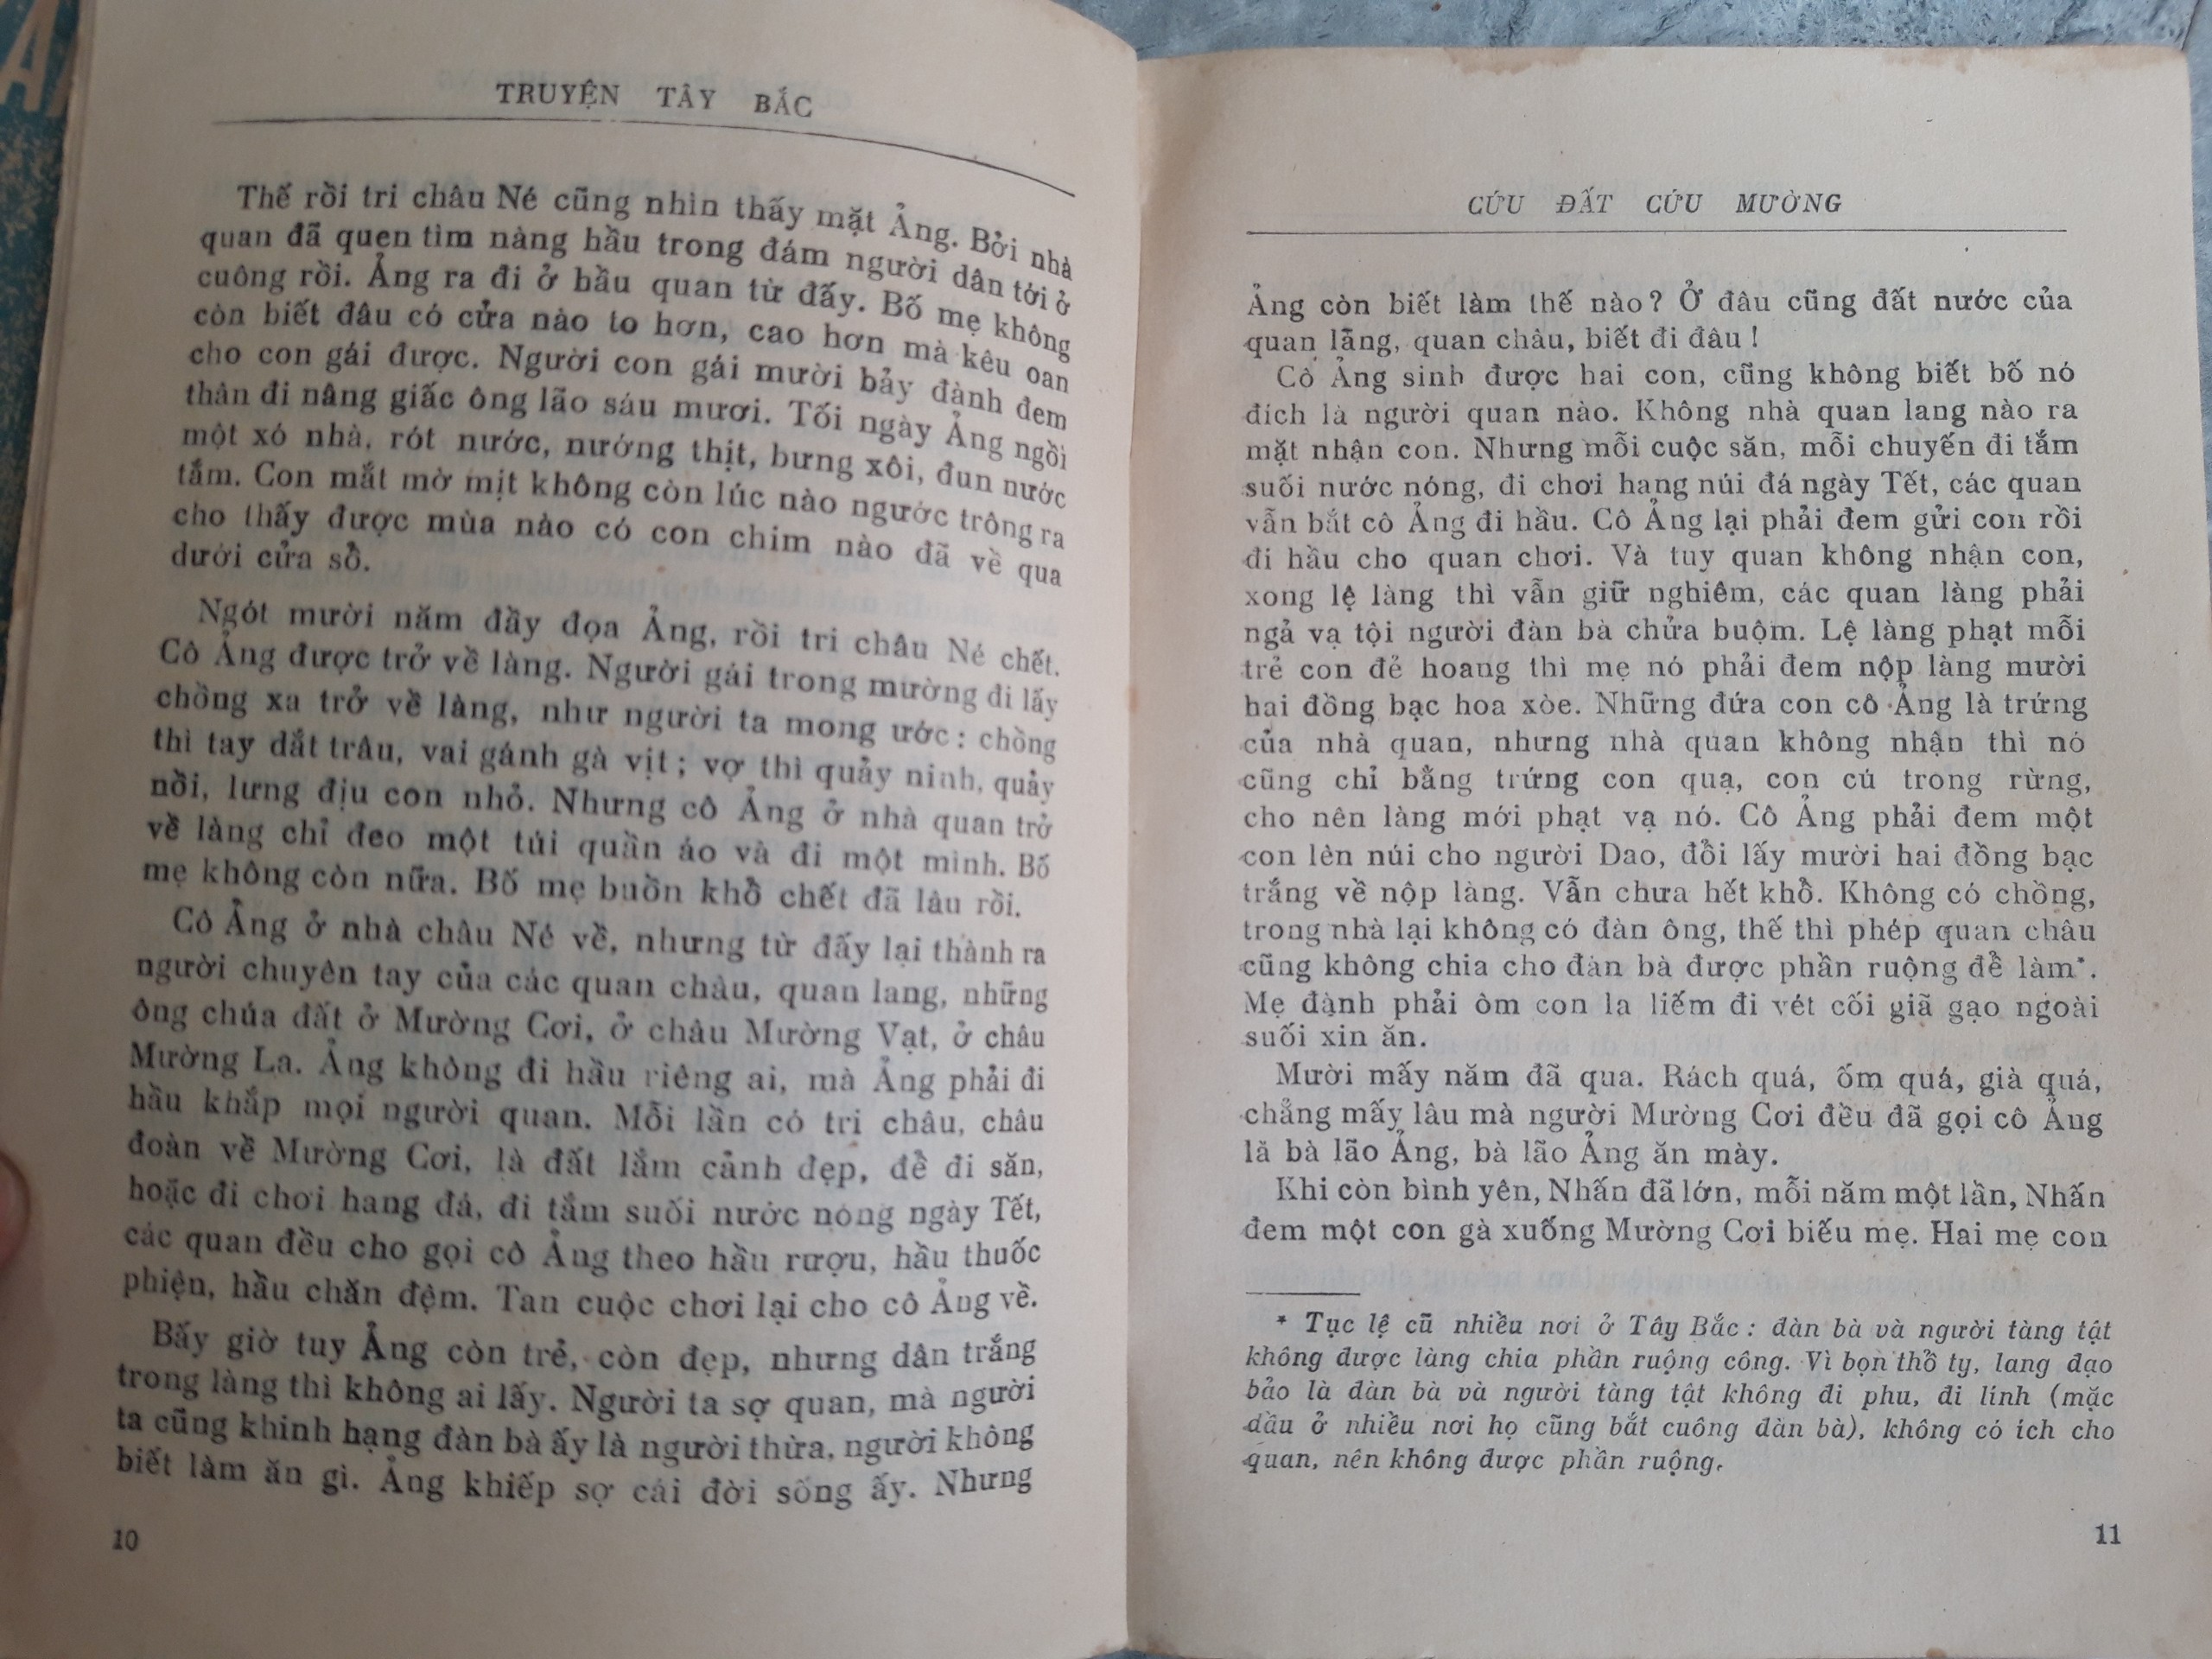 TRUYỆN TÂY BẮC
Thế rồi tri châu Né cũng nhìn thấy mặt Ảng. Bởi nhà
quan đã quen tìm nàng hầu trong đám người dân tới ở
cuông rồi. Ảng ra đi ở hầu quan từ đấy. Bố mẹ không
còn biết đâu có cửa nào to hơn, cao hơn mà kêu oan
cho con gái được. Người con gái mười bảy đành đem
thân đi nâng giấc ông lão sáu mươi. Tối ngày Ảng ngồi
một xó nhà, rót nước, nướng thịt, bưng xôi, đun nước
tắm. Con mắt mờ mịt không còn lúc nào ngước trông ra
cho thấy được mùa nào có con chim nào đã về qua
dưới cửa sổ.
Ngót mười năm đầy đọa Ảng, rồi tri châu Né chết.
Cô Ảng được trở về làng. Người gái trong mường đi lấy
chồng xa trở về làng, như người ta mong ước : chồng
thì tay dắt trâu, vai gánh gà vịt ; vợ thì quảy ninh, quảy
nồi, lưng địu con nhỏ. Nhưng cô Ảng ở nhà quan trở
về làng chỉ đeo một túi quần áo và đi một mình. Bố
mẹ không còn nữa. Bố mẹ buồn khổ chết đã lâu rồi.
Cô Ảng ở nhà châu Né về, nhưng từ đấy lại thành ra
người chuyên tay của các quan châu, quan lang, những
ông chúa đất ở Mường Cơi, ở châu Mường Vạt, ở châu
Mường La. Ảng không đi hầu riêng ai, mà Ảng phải đi
hầu khắp mọi người quan. Mỗi lần có tri châu, châu
đoàn về Mường Cơi, là đất lắm cảnh đẹp, để đi săn,
hoặc đi chơi hang đá, đi tắm suối nước nóng ngày Tết,
các quan đều cho gọi cô Ảng theo hầu rượu, hầu thuốc
phiện, hầu chăn đệm. Tan cuộc chơi lại cho cô Ảng về.
Bấy giờ tuy Ảng còn trẻ, còn đẹp, nhưng dân trắng
trong làng thì không ai lấy. Người ta sợ quan, mà người
ta cũng khinh hạng đàn bà ấy là người thừa, người không
biết làm ăn gì. Ảng khiếp sợ cái đời sống ấy. Nhưng
10
CỨU ĐẤT CỨU MƯỜNG
Ảng còn biết làm thế nào? Ở đâu cũng đất nước của
quan lãng, quan châu, biết đi đâu !
Cô Ảng sinh được hai con, cũng không biết bố nó
đích là người quan nào. Không nhà quan lang nào ra
mặt nhận con. Nhưng mỗi cuộc săn, mỗi chuyến đi tắm
suối nước nóng, đi chơi hang núi đá ngày Tết, các quan
vẫn bắt cô Ảng đi hầu. Cô Ảng lại phải đem gửi con rồi
đi hầu cho quan chơi. Và tuy quan không nhận con,
xong lệ làng thì vẫn giữ nghiêm, các quan làng phải
ngả vạ tội người đàn bà chửa buộm. Lệ làng phạt mỗi
trẻ con đẻ hoang thì mẹ nó phải đem nộp làng mười
hai đồng bạc hoa xòe. Những đứa con cô Ảng là trứng
của nhà quan, nhưng nhà quan không nhận thì nó
cũng chỉ bằng trứng con quạ, con cú trong rừng,
cho nên làng mới phạt vạ nó. Cô Ảng phải đem một
con lên núi cho người Dao, đổi lấy mười hai đồng bạc
trắng về nộp làng. Vẫn chưa hết khổ. Không có chồng,
trong nhà lại không có đàn ông, thế thì phép quan châu
cũng không chia cho đàn bà được phần ruộng để làm*.
Mẹ đành phải ôm con la liếm đi vét cối giã gạo ngoài
suối xin ăn.
Mười mấy năm đã qua. Rách quá, ốm quá, già quá,
chẳng mấy lâu mà người Mường Cơi đều đã gọi cô Ảng
lă bà lão Ảng, bà lão Ảng ăn mày.
Khi còn bình yên, Nhấn đã lớn, mỗi năm một lần, Nhấn
đem một con gà xuống Mường Cơi biếu mẹ. Hai mẹ con
* Tục lệ cũ nhiều nơi ở Tây Bắc : đàn bà và người tàng tật
không được làng chia phần ruộng công. Vì bọn thổ ty, lang đạo
bảo là đàn bà và người tàng tật không đi phu, đi lính (mặc
dầu ở nhiều nơi họ cũng bắt cuông đàn bà), không có ích cho
quan, nên không được phần ruộng.
11